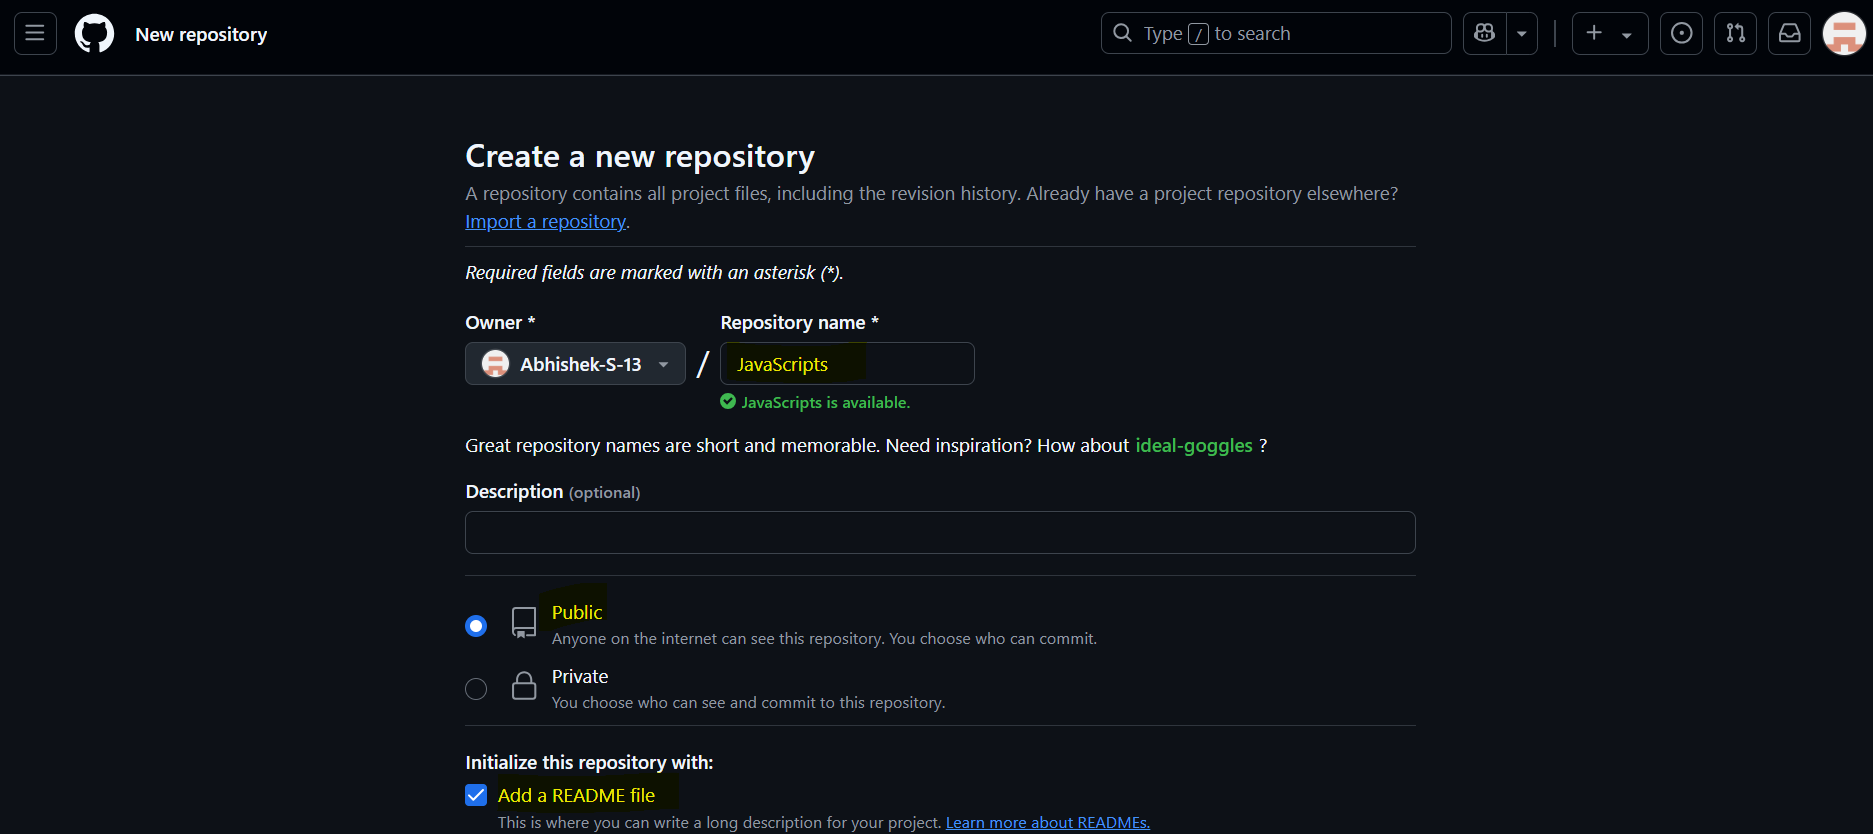 New repository
Type / to search
Create a new repository
A repository contains all project files, including the revision history. Already have a project repository elsewhere?
Import a repository.
Required fields are marked with an asterisk (*).
Owner * Repository name *
Abhishek-S-13 / JavaScripts
JavaScripts is available.
Great repository names are short and memorable. Need inspiration? How about ideal-goggles ?
Description (optional)
Public
Anyone on the internet can see this repository. You choose who can commit.
Private
You choose who can see and commit to this repository.
Initialize this repository with:
Add a README file
This is where you can write a long description for your project. Learn more about READMEs.